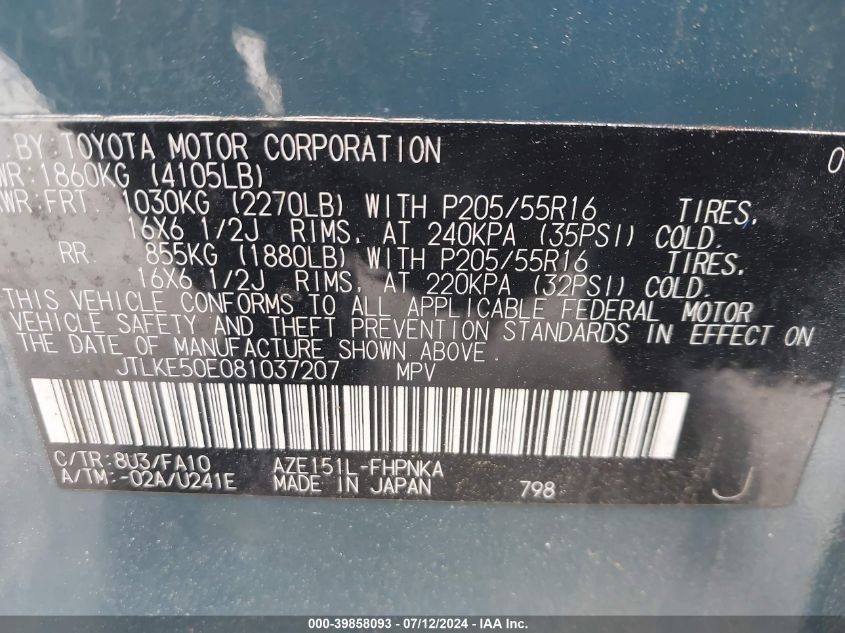 BY TOYOTA MOTOR CORPORATION 0
WR:1860KG (4105LB)
WR:FRT 1030KG (2270LB) WITH P205/55R16 TIRES,
16X6 1/2J RIMS, AT 240KPA (35PSI) COLD.
RR. 855KG (1880LB) WITH P205/55R16 TIRES,
16X6 1/2J RIMS, AT 220KPA (32PSI) COLD.
THIS VEHICLE CONFORMS TO ALL APPLICABLE FEDERAL MOTOR
VEHICLE SAFETY AND THEFT PREVENTION STANDARDS IN EFFECT ON
THE DATE OF MANUFACTURE SHOWN ABOVE.
JTLKE50E081037207 MPV
C/TR:8U3/FA10 AZE151L-FHPNKA
A/TM:-02A/U241E MADE IN JAPAN 798 J
000-39858093 - 07/12/2024 - IAA Inc.